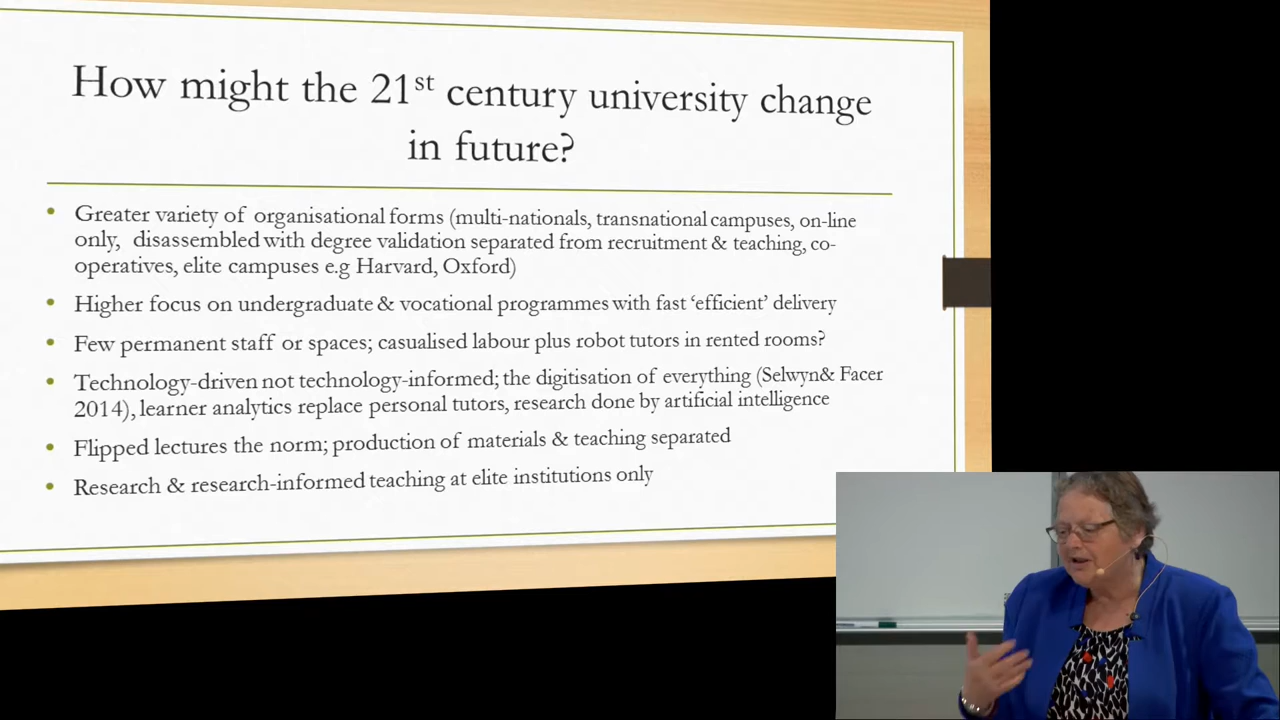 How might the 21st century university change
in future?
• Greater variety of organisational forms (multi-nationals, transnational campuses, on-line
only, disassembled with degree validation separated from recruitment & teaching, co-
operatives, elite campuses e.g Harvard, Oxford)
• Higher focus on undergraduate & vocational programmes with fast ‘efficient’ delivery
• Few permanent staff or spaces; casualised labour plus robot tutors in rented rooms?
• Technology-driven not technology-informed; the digitisation of everything (Selwyn& Facer
2014), learner analytics replace personal tutors, research done by artificial intelligence
• Flipped lectures the norm; production of materials & teaching separated
• Research & research-informed teaching at elite institutions only